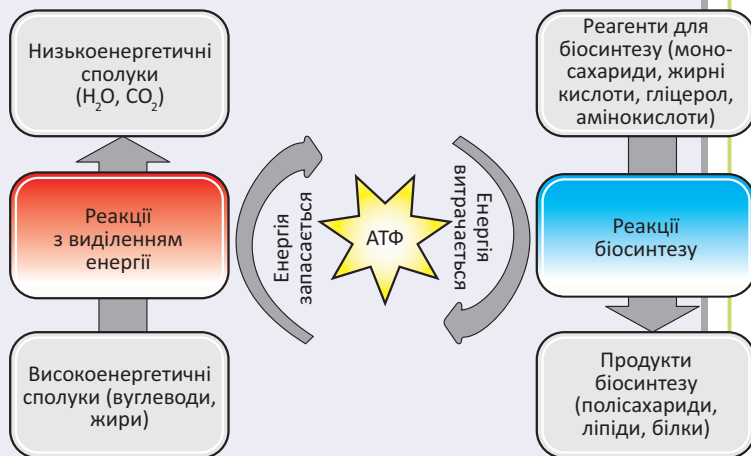 Низькоенергетичні
сполуки
(H₂O, CO₂)
Реакції
з виділенням
енергії
Високоенергетичні
сполуки (вуглеводи,
жири)
Енергія
запасається
АТФ
Енергія
витрачається
Реагенти для
біосинтезу (моно-
сахариди, жирні
кислоти, гліцерол,
амінокислоти)
Реакції
біосинтезу
Продукти
біосинтезу
(полісахариди,
ліпіди, білки)